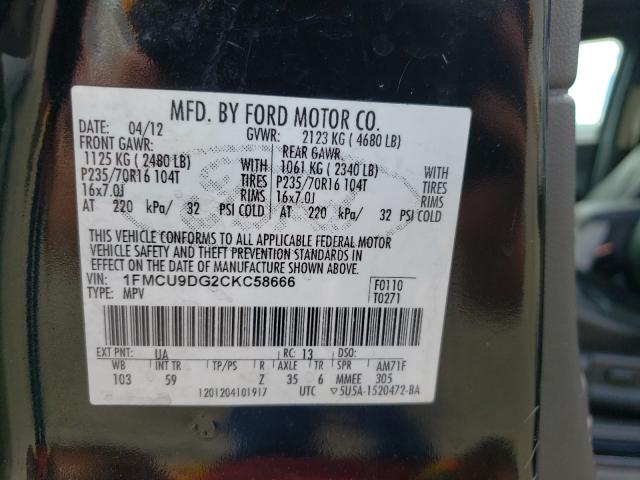 MFD. BY FORD MOTOR CO.
DATE: 04/12 GVWR: 2123 KG ( 4680 LB)
FRONT GAWR: REAR GAWR:
1125 KG ( 2480 LB) WITH 1061 KG ( 2340 LB)
P235/70R16 104T TIRES P235/70R16 104T
16x7.0J RIMS 16x7.0J
AT 220 kPa/ 32 PSI COLD AT 220 kPa/ 32 PSI COLD
WITH
TIRES
RIMS
THIS VEHICLE CONFORMS TO ALL APPLICABLE FEDERAL MOTOR
VEHICLE SAFETY AND THEFT PREVENTION STANDARDS IN
EFFECT ON THE DATE OF MANUFACTURE SHOWN ABOVE.
VIN: 1FMCU9DG2CKC58666 F0110
TYPE: MPV T0271
EXT PNT: UA RC: 13 DSO:
WB INT TR TP/PS R AXLE TR SPR AM71F
103 59 Z 35 6 MMEE 305
1201204101917 UTC ▽5U5A-1520472-BA